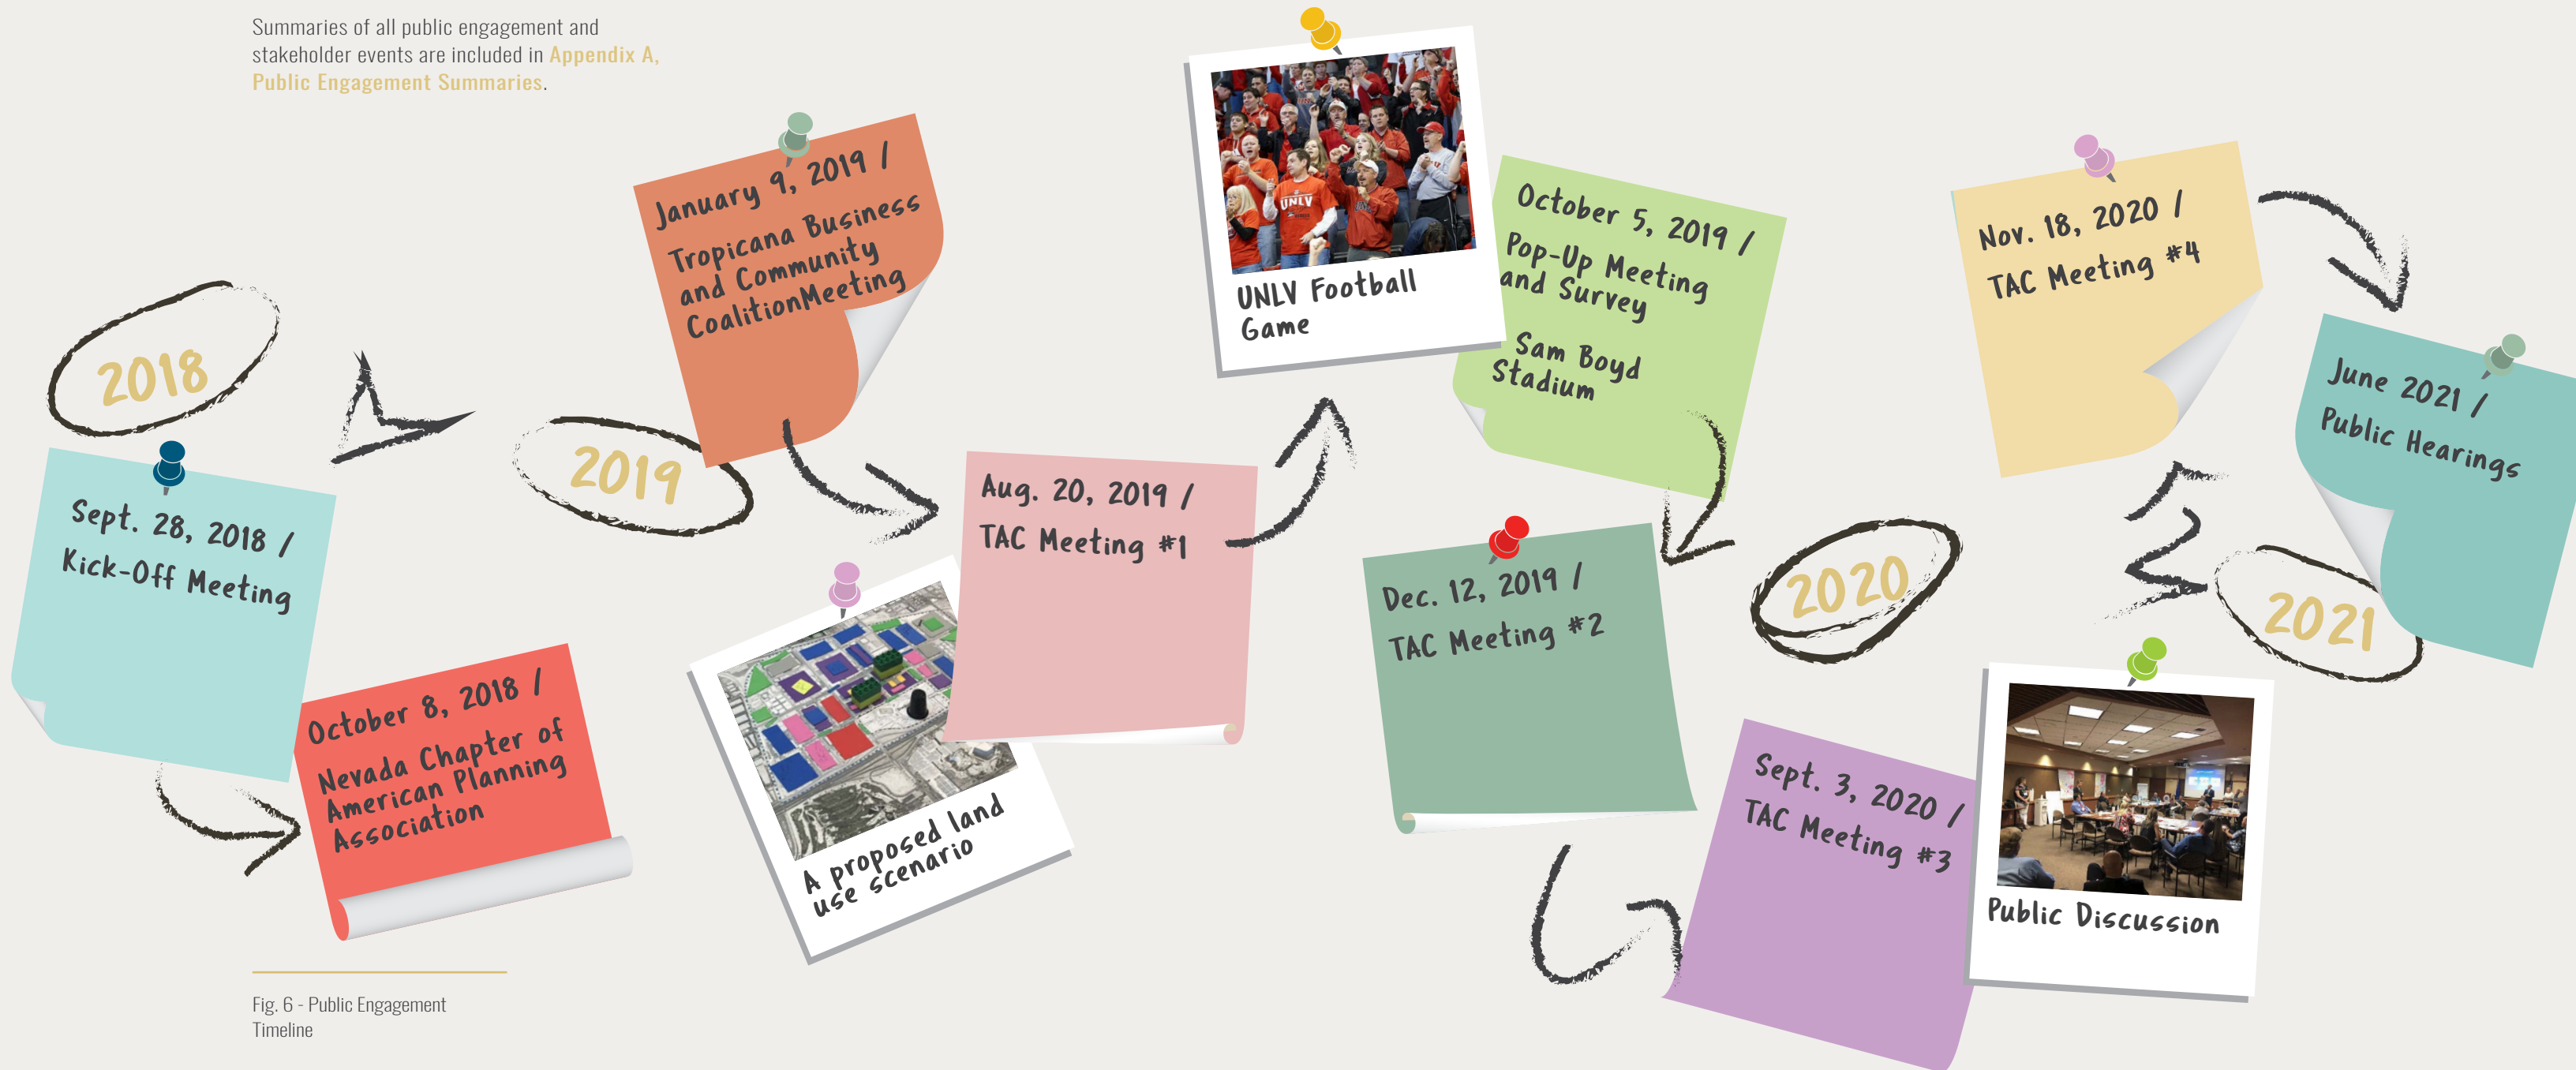 Summaries of all public engagement and
stakeholder events are included in Appendix A,
Public Engagement Summaries.
2018
Sept. 28, 2018 /
Kick-Off Meeting
October 8, 2018 /
Nevada Chapter of
American Planning
Association
2019
January 9, 2019 /
Tropicana Business
and Community
CoalitionMeeting
A proposed land
use scenario
Aug. 20, 2019 /
TAC Meeting #1
UNLV
UNLV Football
Game
October 5, 2019 /
Pop-Up Meeting
and Survey
Sam Boyd
Stadium
Dec. 12, 2019 /
TAC Meeting #2
2020
Sept. 3, 2020 /
TAC Meeting #3
Public Discussion
Nov. 18, 2020 /
TAC Meeting #4
2021
June 2021 /
Public Hearings
Fig. 6 - Public Engagement
Timeline